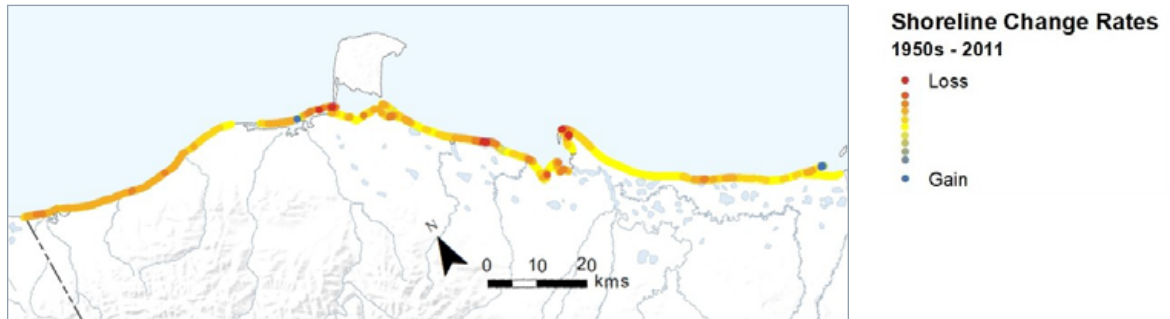 Shoreline Change Rates
1950s - 2011
Loss
Gain
N
0 10 20
kms